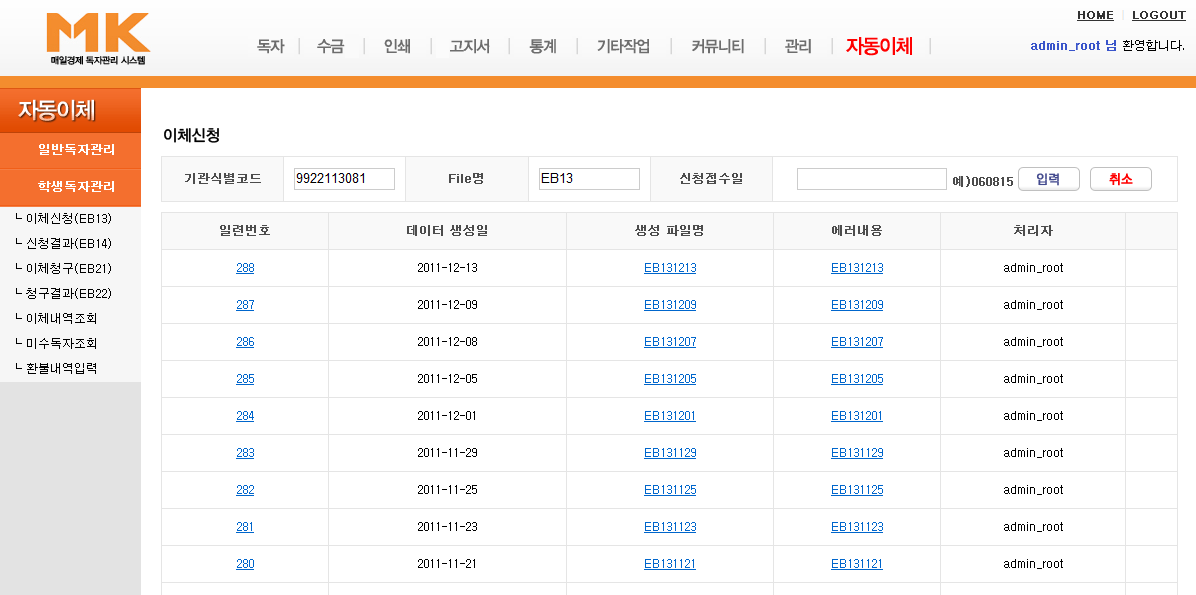 HOME LOGOUT
MK
매일경제 독자관리 시스템
독자 수금 인쇄 고지서 통계 기타작업 커뮤니티 관리 자동이체
admin_root 님 환영합니다.
자동이체
일반독자관리
학생독자관리
└ 이체신청(EB13)
└ 신청결과(EB14)
└ 이체청구(EB21)
└ 청구결과(EB22)
└ 이체내역조회
└ 미수독자조회
└ 환불내역입력
이체신청
기관식별코드 9922113081 File명 EB13 신청접수일 예)060815 입력 취소
일련번호 데이터 생성일 생성 파일명 에러내용 처리자
288 2011-12-13 EB131213 EB131213 admin_root
287 2011-12-09 EB131209 EB131209 admin_root
286 2011-12-08 EB131207 EB131207 admin_root
285 2011-12-05 EB131205 EB131205 admin_root
284 2011-12-01 EB131201 EB131201 admin_root
283 2011-11-29 EB131129 EB131129 admin_root
282 2011-11-25 EB131125 EB131125 admin_root
281 2011-11-23 EB131123 EB131123 admin_root
280 2011-11-21 EB131121 EB131121 admin_root